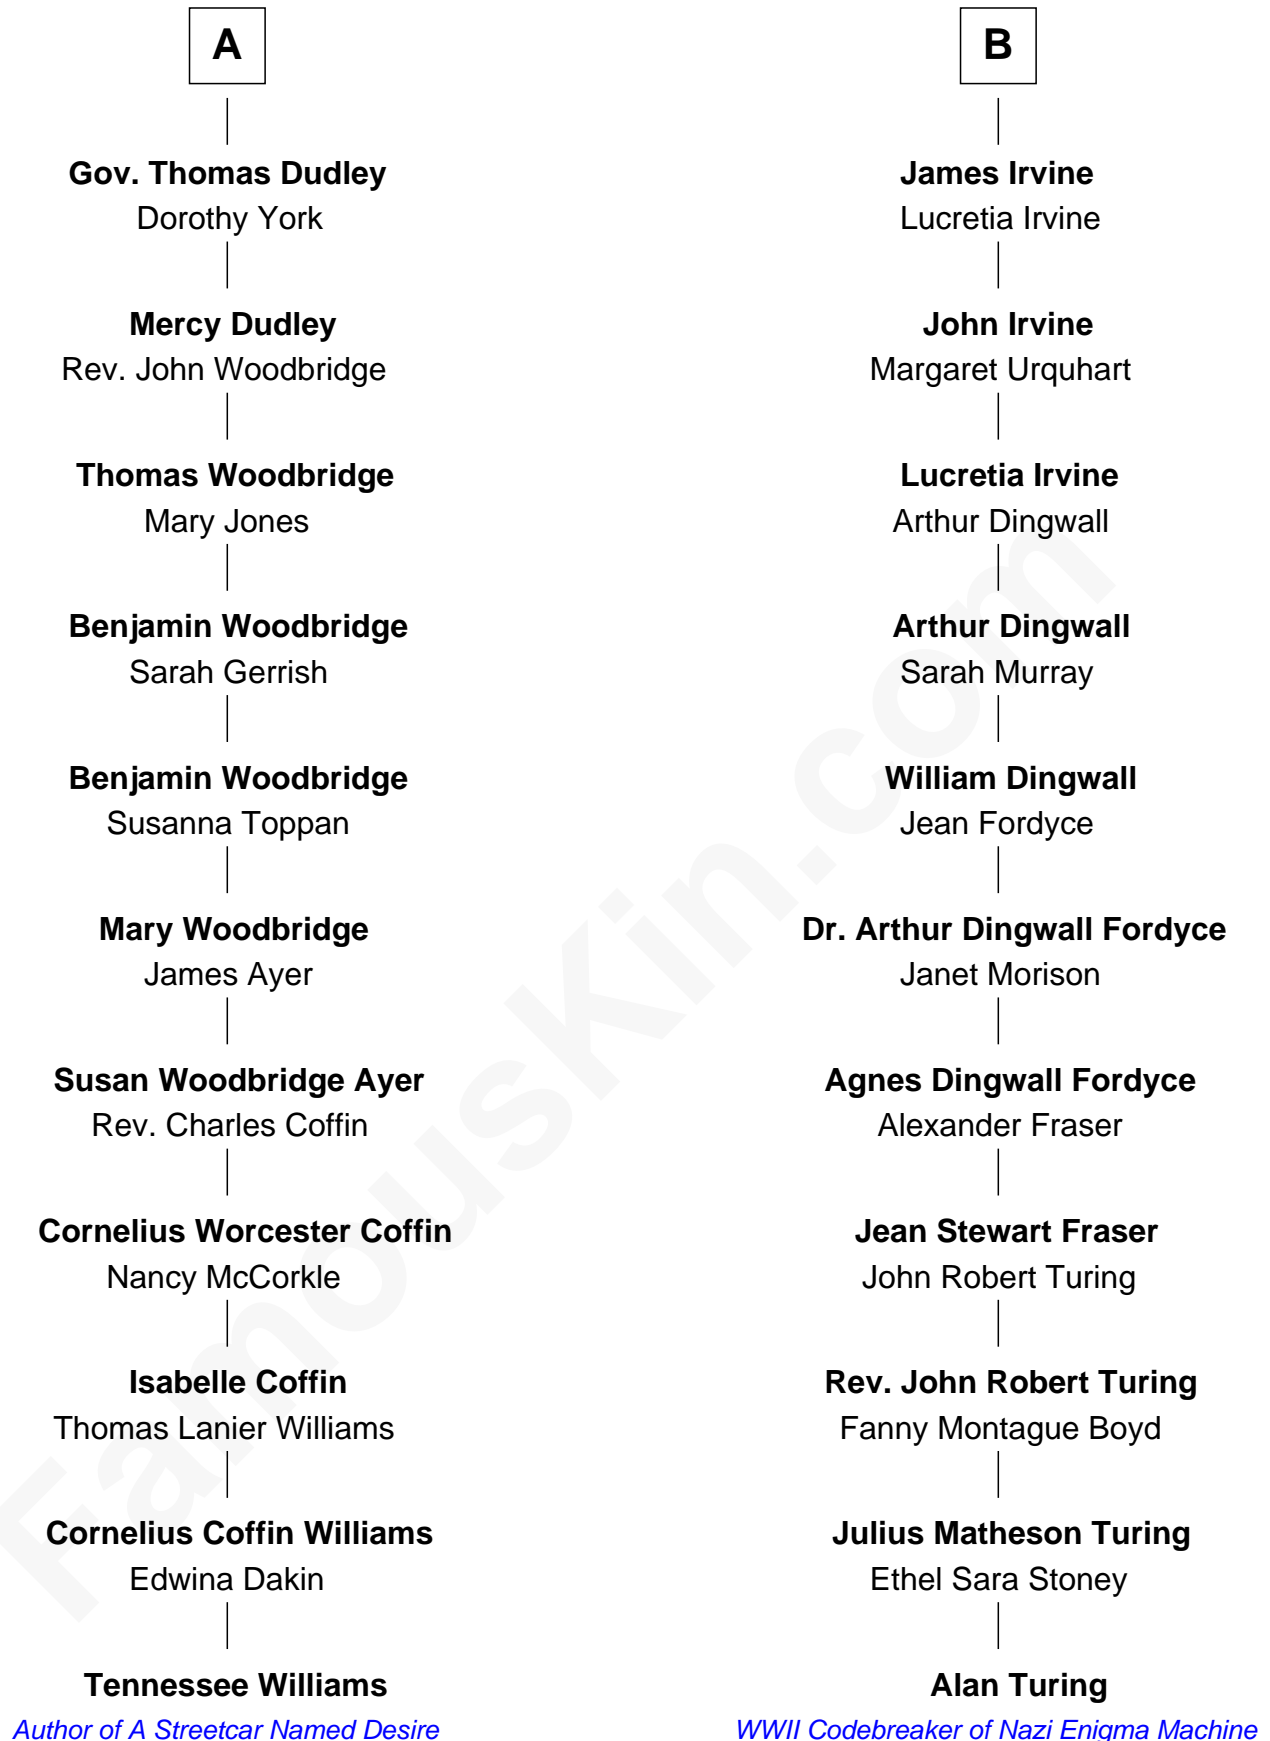 A
Gov. Thomas Dudley
Dorothy York
Mercy Dudley
Rev. John Woodbridge
Thomas Woodbridge
Mary Jones
Benjamin Woodbridge
Sarah Gerrish
Benjamin Woodbridge
Susanna Toppan
Mary Woodbridge
James Ayer
Susan Woodbridge Ayer
Rev. Charles Coffin
Cornelius Worcester Coffin
Nancy McCorkle
Isabelle Coffin
Thomas Lanier Williams
Cornelius Coffin Williams
Edwina Dakin
Tennessee Williams
Author of A Streetcar Named Desire
B
James Irvine
Lucretia Irvine
John Irvine
Margaret Urquhart
Lucretia Irvine
Arthur Dingwall
Arthur Dingwall
Sarah Murray
William Dingwall
Jean Fordyce
Dr. Arthur Dingwall Fordyce
Janet Morison
Agnes Dingwall Fordyce
Alexander Fraser
Jean Stewart Fraser
John Robert Turing
Rev. John Robert Turing
Fanny Montague Boyd
Julius Matheson Turing
Ethel Sara Stoney
Alan Turing
WWII Codebreaker of Nazi Enigma Machine
FamousKin.com